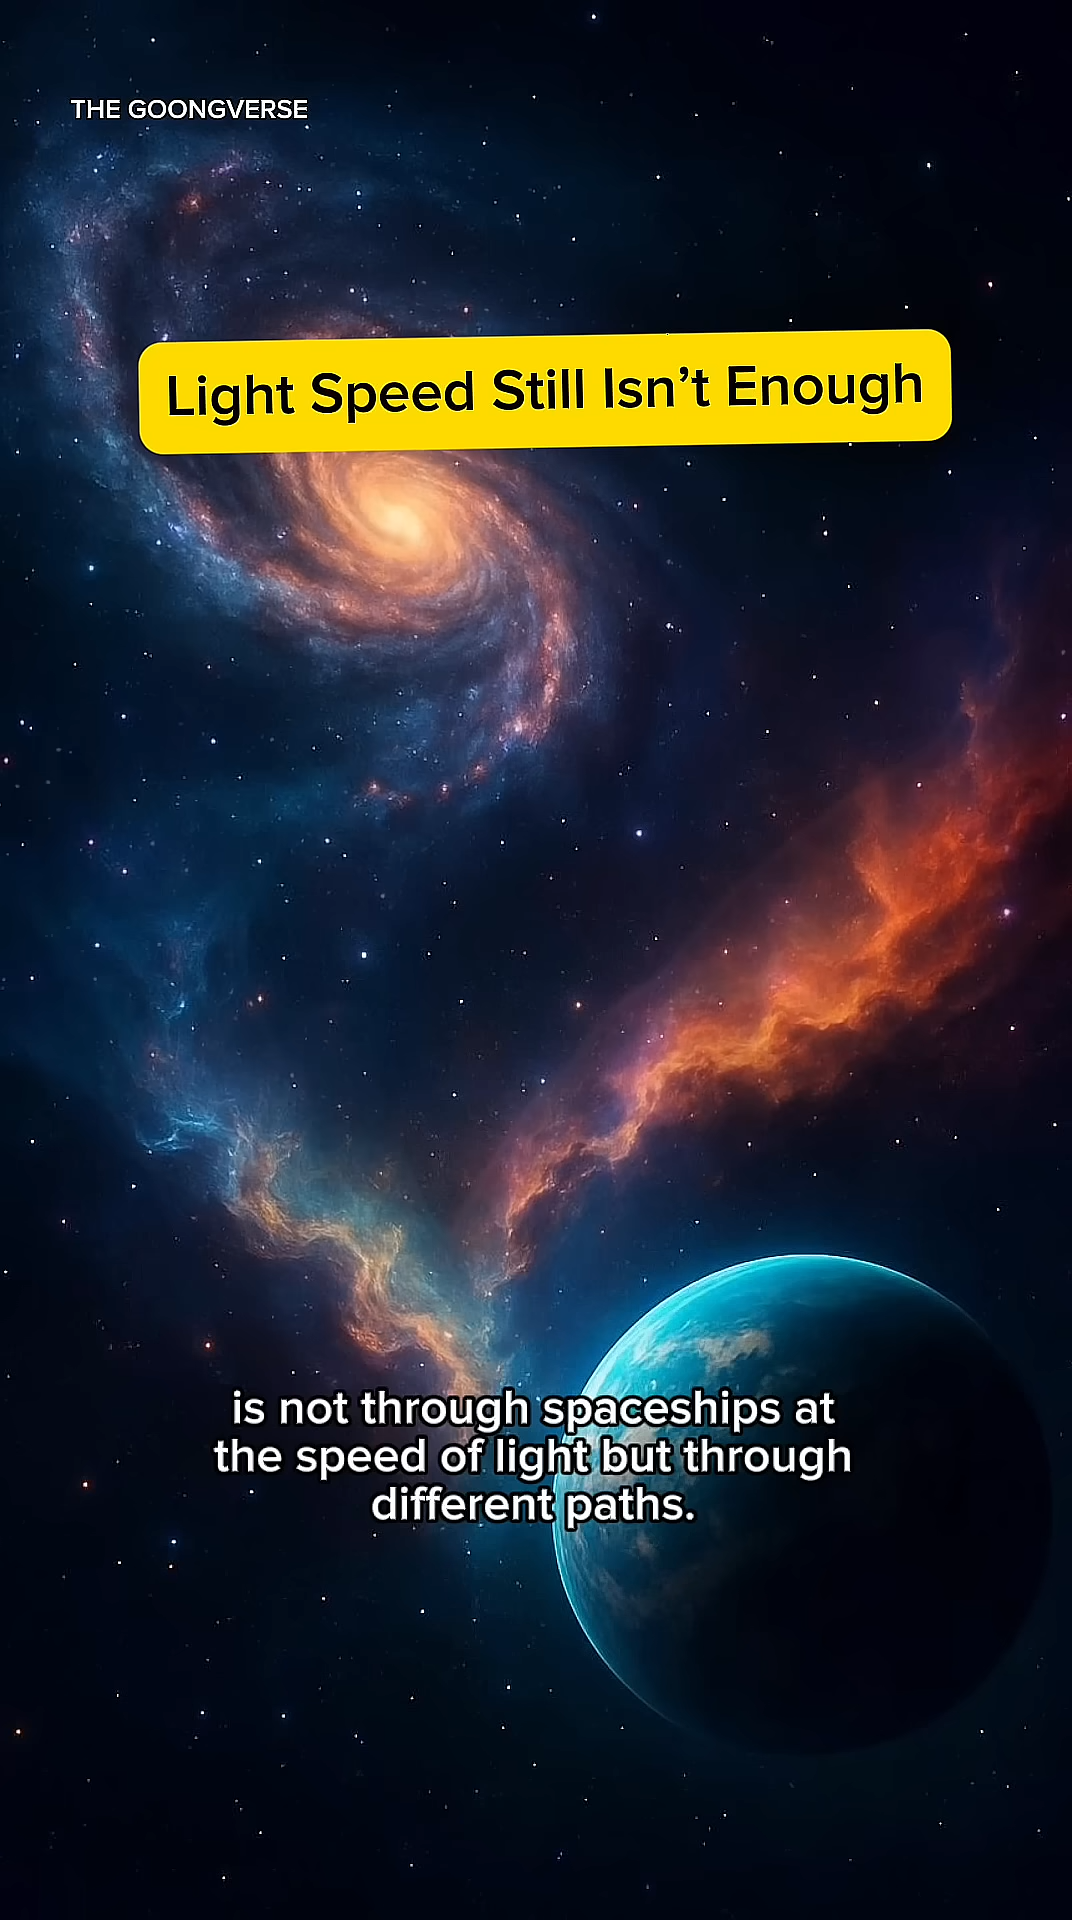 THE GOONGVERSE
Light Speed Still Isn’t Enough
is not through spaceships at
the speed of light but through
different paths.